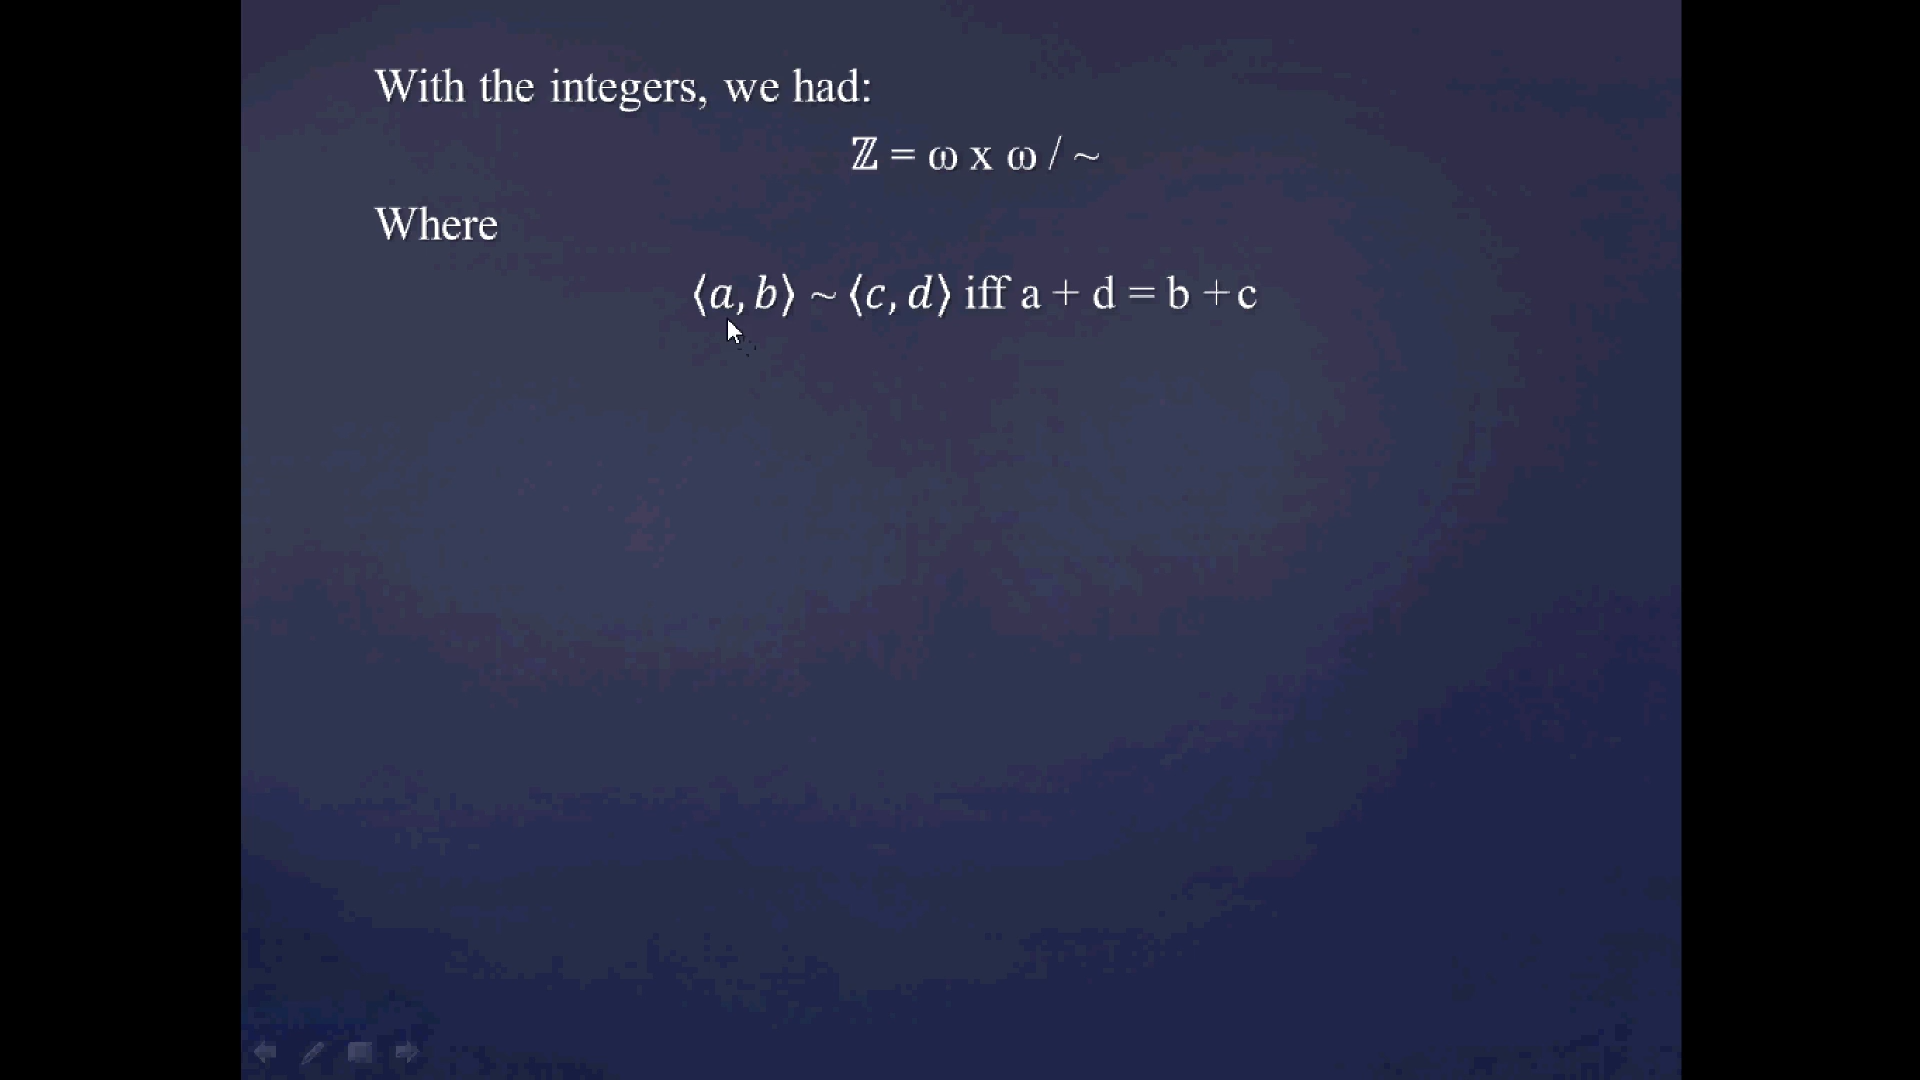 With the integers, we had:
ℤ = ω x ω / ~
Where
⟨a, b⟩ ~ ⟨c, d⟩ iff a + d = b +c